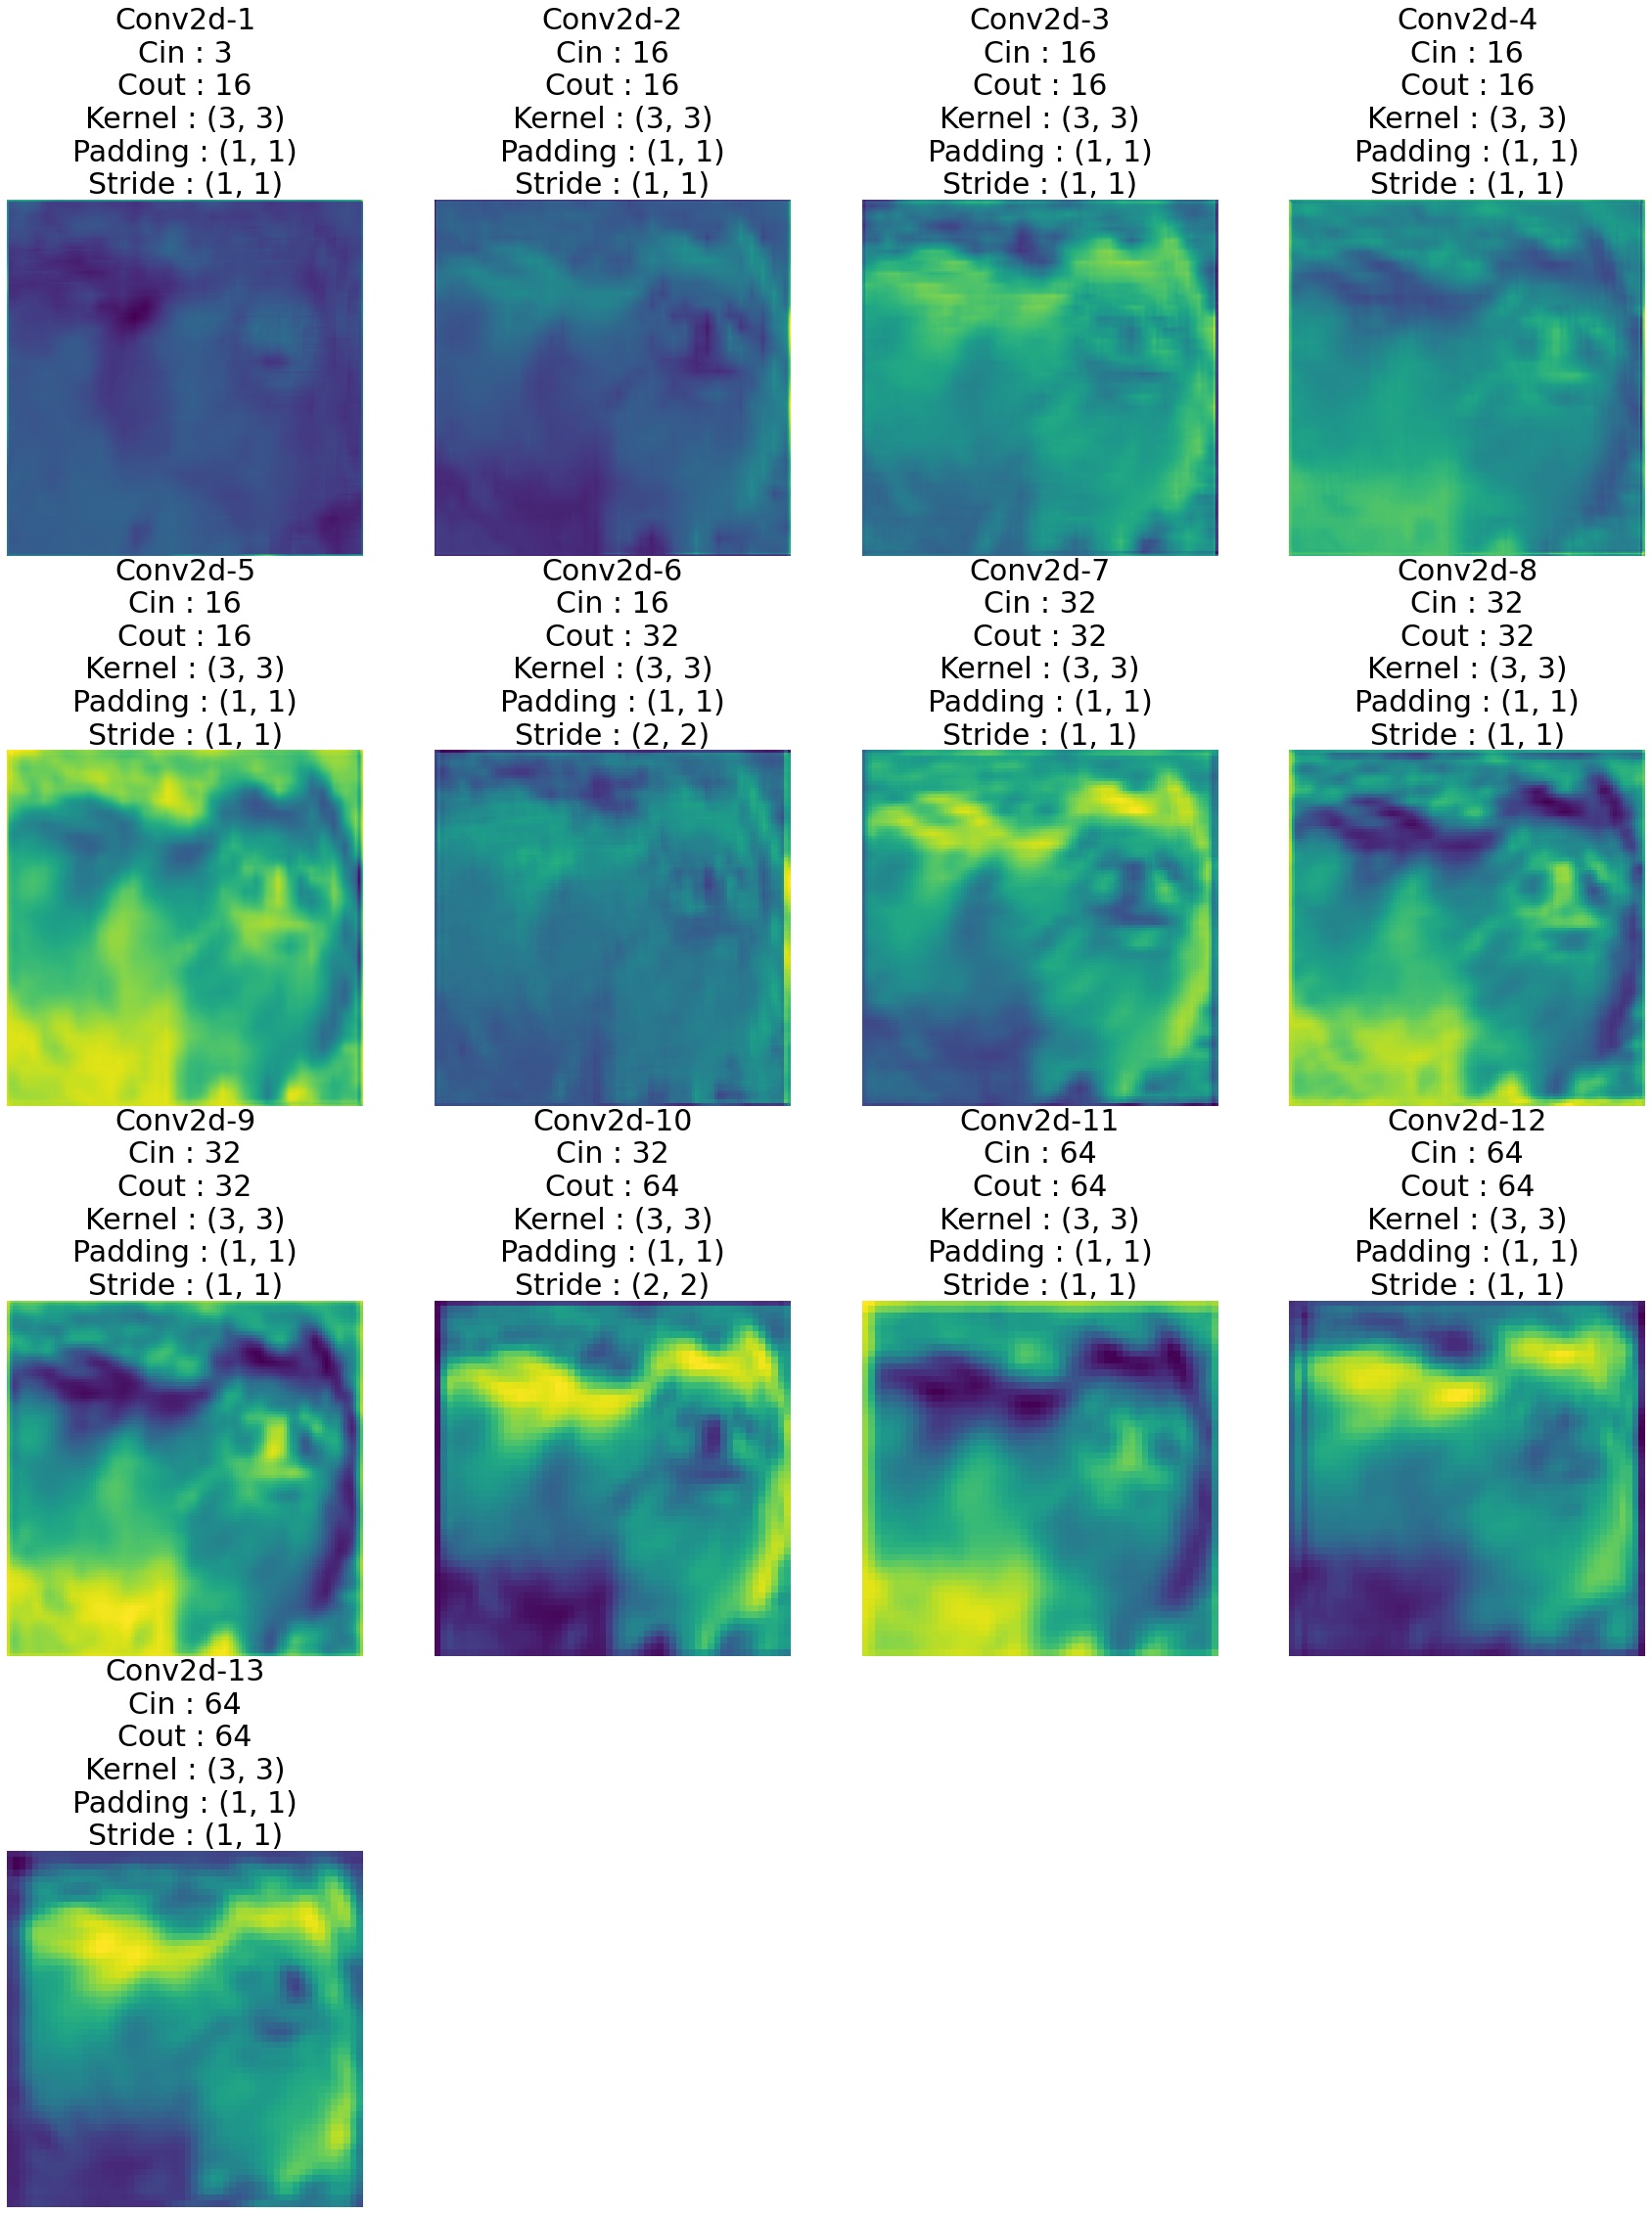 Conv2d-1
Cin : 3
Cout : 16
Kernel : (3, 3)
Padding : (1, 1)
Stride : (1, 1)
Conv2d-2
Cin : 16
Cout : 16
Kernel : (3, 3)
Padding : (1, 1)
Stride : (1, 1)
Conv2d-3
Cin : 16
Cout : 16
Kernel : (3, 3)
Padding : (1, 1)
Stride : (1, 1)
Conv2d-4
Cin : 16
Cout : 16
Kernel : (3, 3)
Padding : (1, 1)
Stride : (1, 1)
Conv2d-5
Cin : 16
Cout : 16
Kernel : (3, 3)
Padding : (1, 1)
Stride : (1, 1)
Conv2d-6
Cin : 16
Cout : 32
Kernel : (3, 3)
Padding : (1, 1)
Stride : (2, 2)
Conv2d-7
Cin : 32
Cout : 32
Kernel : (3, 3)
Padding : (1, 1)
Stride : (1, 1)
Conv2d-8
Cin : 32
Cout : 32
Kernel : (3, 3)
Padding : (1, 1)
Stride : (1, 1)
Conv2d-9
Cin : 32
Cout : 32
Kernel : (3, 3)
Padding : (1, 1)
Stride : (1, 1)
Conv2d-10
Cin : 32
Cout : 64
Kernel : (3, 3)
Padding : (1, 1)
Stride : (2, 2)
Conv2d-11
Cin : 64
Cout : 64
Kernel : (3, 3)
Padding : (1, 1)
Stride : (1, 1)
Conv2d-12
Cin : 64
Cout : 64
Kernel : (3, 3)
Padding : (1, 1)
Stride : (1, 1)
Conv2d-13
Cin : 64
Cout : 64
Kernel : (3, 3)
Padding : (1, 1)
Stride : (1, 1)